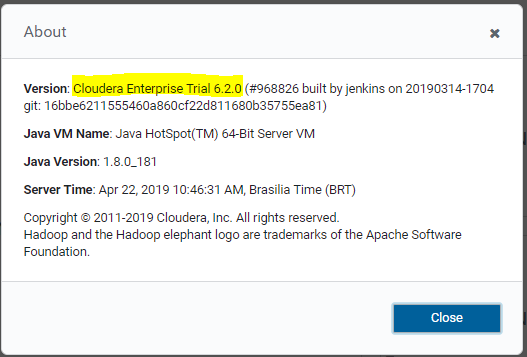 About
Version: Cloudera Enterprise Trial 6.2.0 (#968826 built by jenkins on 20190314-1704
git: 16bbe6211555460a860cf22d811680b35755ea81)
Java VM Name: Java HotSpot(TM) 64-Bit Server VM
Java Version: 1.8.0_181
Server Time: Apr 22, 2019 10:46:31 AM, Brasilia Time (BRT)
Copyright © 2011-2019 Cloudera, Inc. All rights reserved.
Hadoop and the Hadoop elephant logo are trademarks of the Apache Software
Foundation.
Close